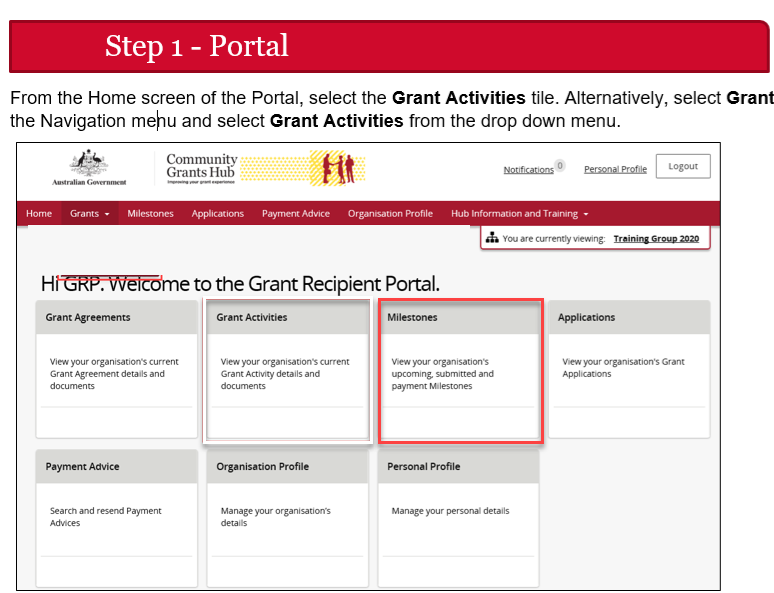 Step 1 - Portal
From the Home screen of the Portal, select the Grant Activities tile. Alternatively, select Grant
the Navigation menu and select Grant Activities from the drop down menu.
Australian Government
Community
Grants Hub
Improving your grant experience
Notifications 0
Personal Profile
Logout
Home Grants Milestones Applications Payment Advice Organisation Profile Hub Information and Training
You are currently viewing: Training Group 2020
Hi GRP. Welcome to the Grant Recipient Portal.
Grant Agreements
View your organisation's current
Grant Agreement details and
documents
Grant Activities
View your organisation's current
Grant Activity details and
documents
Milestones
View your organisation's
upcoming, submitted and
payment Milestones
Applications
View your organisation's Grant
Applications
Payment Advice
Search and resend Payment
Advices
Organisation Profile
Manage your organisation's
details
Personal Profile
Manage your personal details